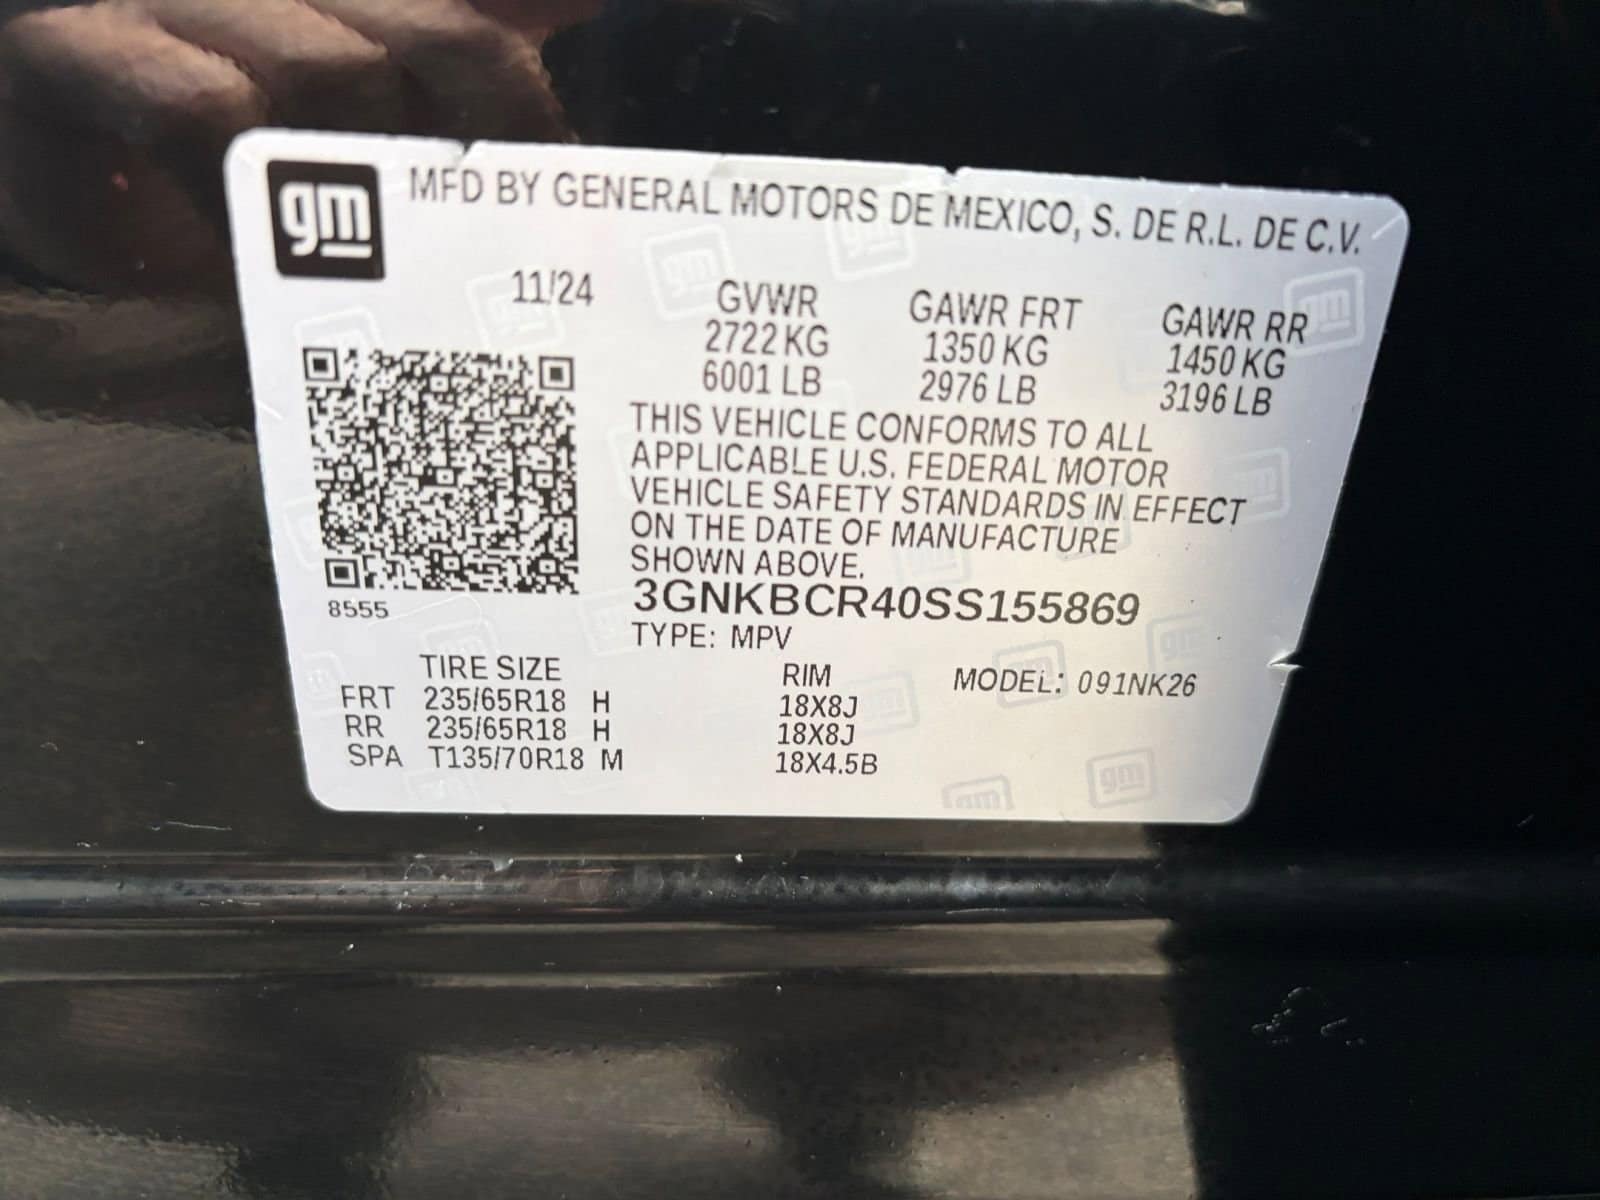 gm MFD BY GENERAL MOTORS DE MEXICO, S. DE R.L. DE C.V.
11/24 GVWR GAWR FRT GAWR RR
2722 KG 1350 KG 1450 KG
6001 LB 2976 LB 3196 LB
THIS VEHICLE CONFORMS TO ALL
APPLICABLE U.S. FEDERAL MOTOR
VEHICLE SAFETY STANDARDS IN EFFECT
ON THE DATE OF MANUFACTURE
SHOWN ABOVE.
8555 3GNKBCR40SS155869
TYPE: MPV
TIRE SIZE RIM MODEL: 091NK26
FRT 235/65R18 H 18X8J
RR 235/65R18 H 18X8J
SPA T135/70R18 M 18X4.5B